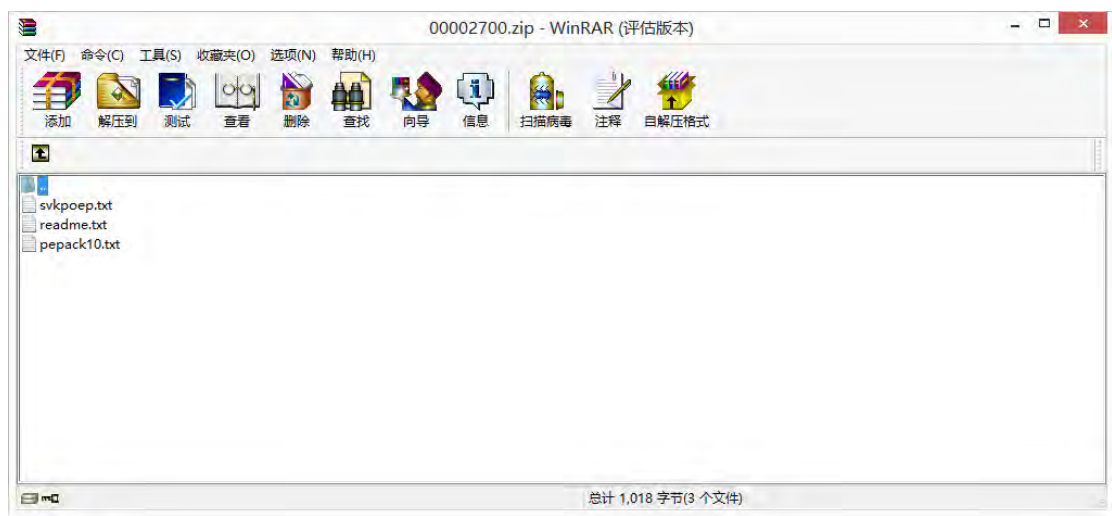 00002700.zip - WinRAR (评估版本)
文件(F) 命令(C) 工具(S) 收藏夹(O) 选项(N) 帮助(H)
添加 解压到 测试 查看 删除 查找 向导 信息 扫描病毒 注释 自解压格式
..
svkpoep.txt
readme.txt
pepack10.txt
总计 1,018 字节(3 个文件)